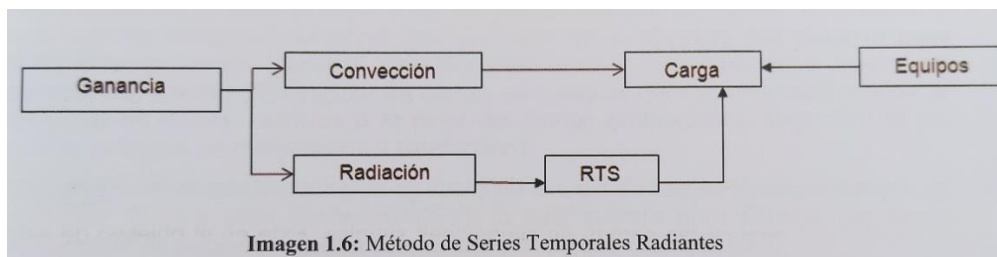 Ganancia
Convección
Carga
Equipos
Radiación
RTS
Imagen 1.6: Método de Series Temporales Radiantes